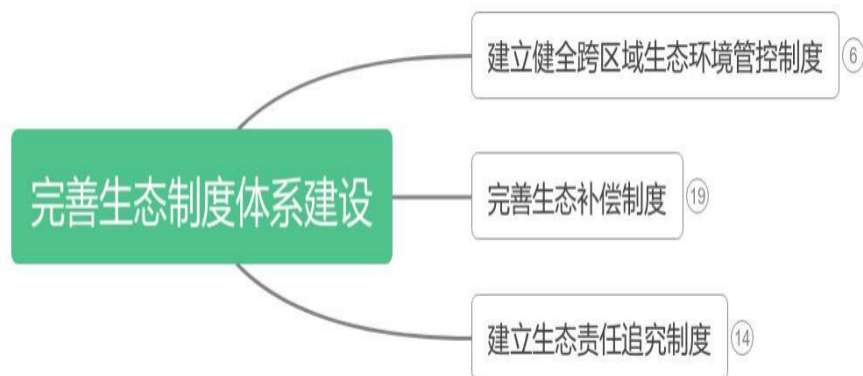 建立健全跨区域生态环境管控制度 6
完善生态制度体系建设
完善生态补偿制度 19
建立生态责任追究制度 14